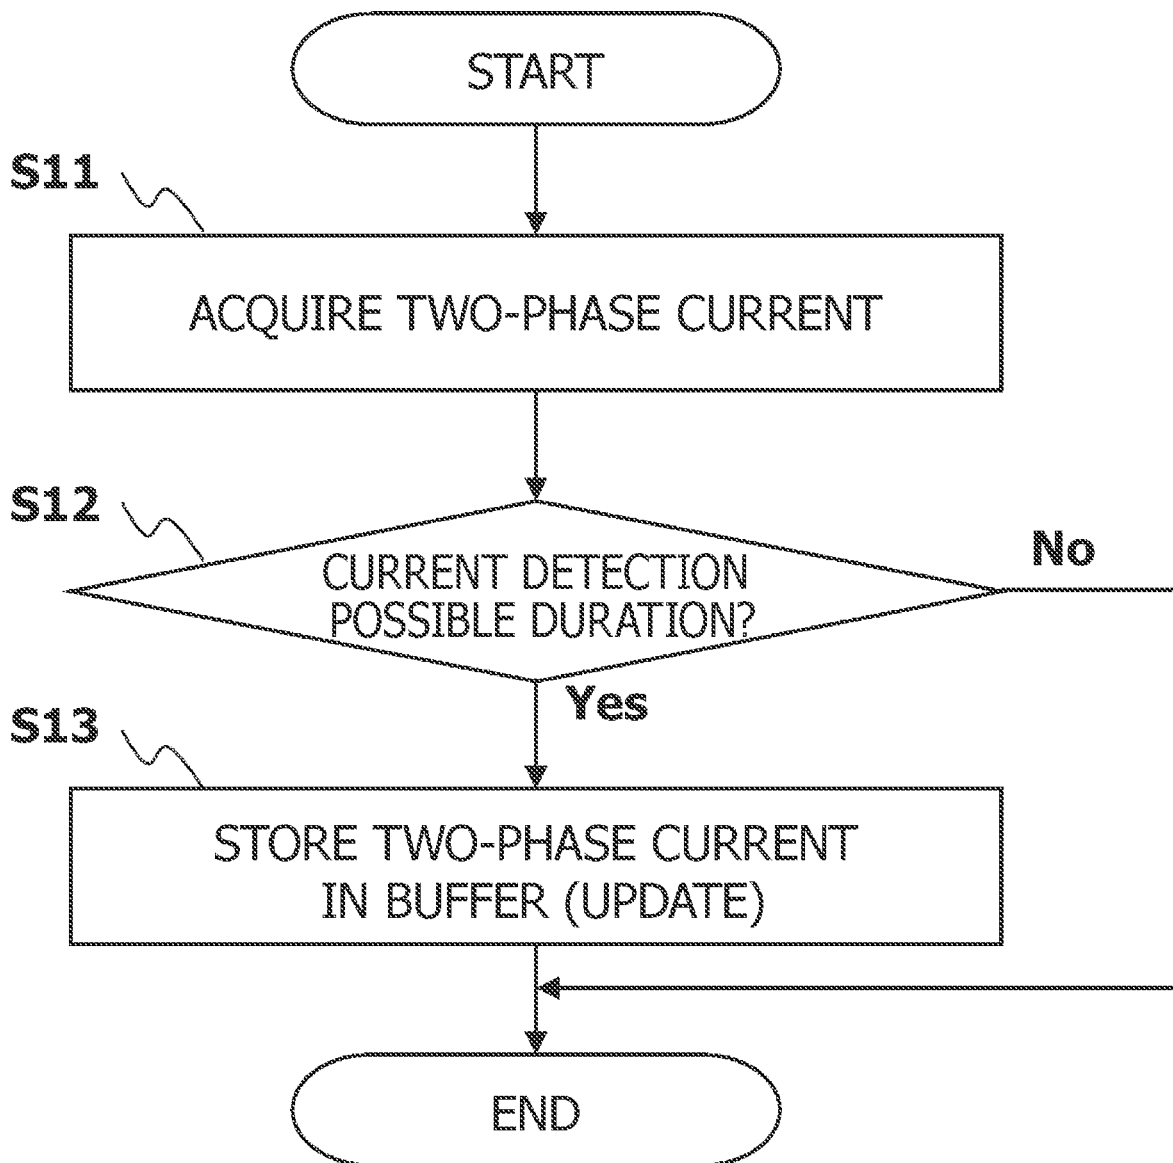 START
S11
ACQUIRE TWO-PHASE CURRENT
S12
No
CURRENT DETECTION
POSSIBLE DURATION?
Yes
S13
STORE TWO-PHASE CURRENT
IN BUFFER (UPDATE)
END